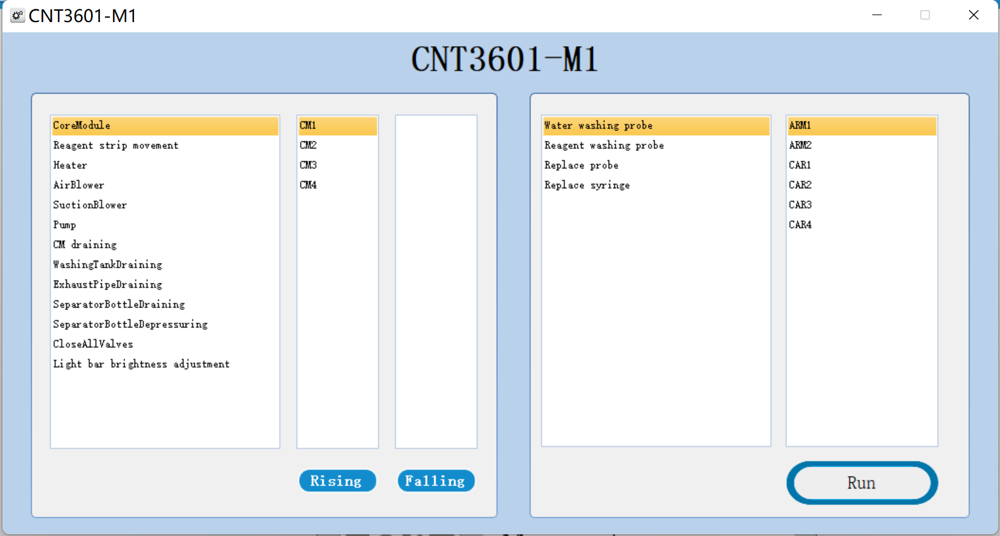 CNT3601-M1
CNT3601-M1
CoreModule
Reagent strip movement
Heater
AirBlower
SuctionBlower
Pump
CM draining
WashingTankDraining
ExhaustPipeDraining
SeparatorBottleDraining
SeparatorBottleDepressuring
CloseAllValves
Light bar brightness adjustment
CM1
CM2
CM3
CM4
Rising
Falling
Water washing probe
Reagent washing probe
Replace probe
Replace syringe
ARM1
ARM2
CAR1
CAR2
CAR3
CAR4
Run